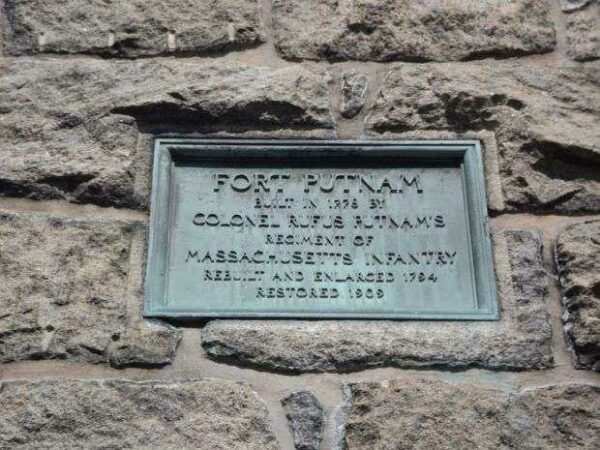 FORT PUTNAM
BUILT IN 1778 BY
COLONEL RUFUS PUTNAM'S
REGIMENT OF
MASSACHUSETTS INFANTRY
REBUILT AND ENLARGED 1794
RESTORED 1909